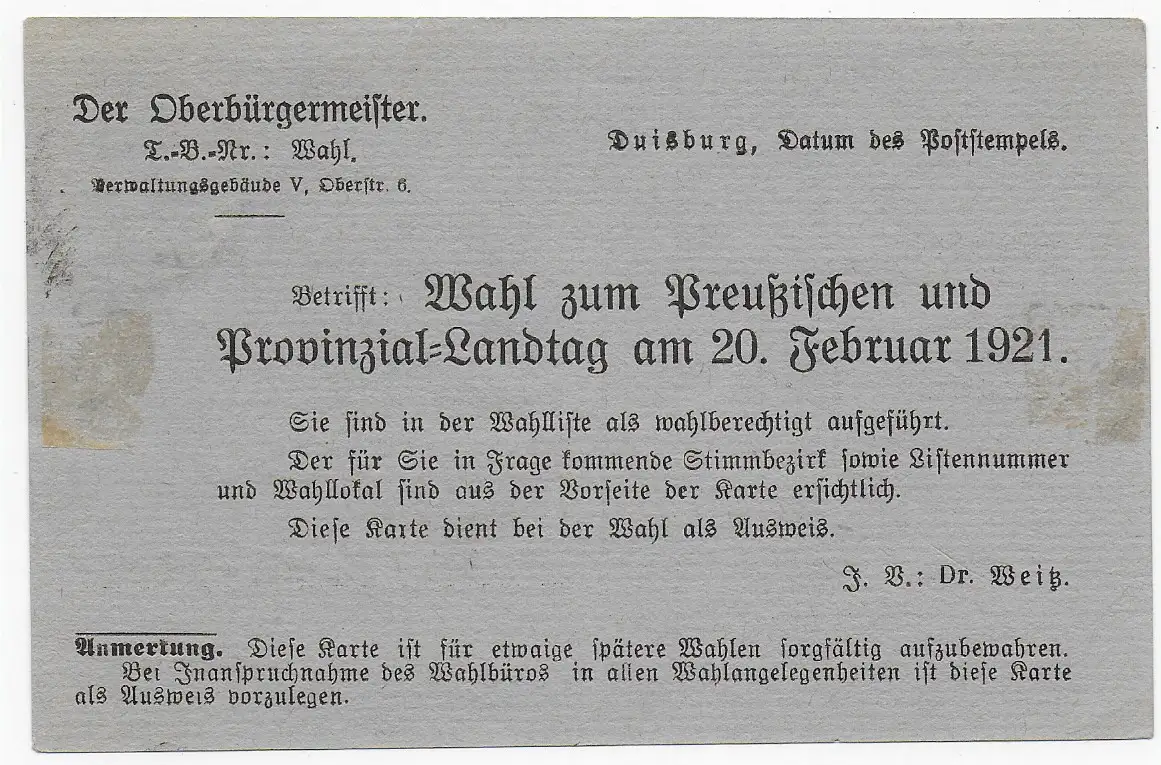 Der Oberbürgermeister.
T.-B.-Nr.: Wahl.
Verwaltungsgebäude V, Oberstr. 6.
Duisburg, Datum des Poststempels.
Betrifft: Wahl zum Preußischen und
Provinzial-Landtag am 20. Februar 1921.
Sie sind in der Wahlliste als wahlberechtigt aufgeführt.
Der für Sie in Frage kommende Stimmbezirk sowie Listennummer
und Wahllokal sind aus der Vorseite der Karte ersichtlich.
Diese Karte dient bei der Wahl als Ausweis.
J. V.: Dr. Weitz.
Anmerkung. Diese Karte ist für etwaige spätere Wahlen sorgfältig aufzubewahren.
Bei Inanspruchnahme des Wahlbüros in allen Wahlangelegenheiten ist diese Karte
als Ausweis vorzulegen.